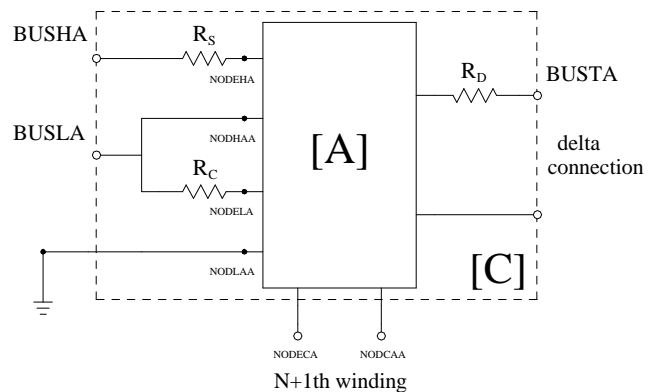 BUSHA
R_S
NODEHA
R_D
BUSTA
BUSLA
NODHAA
[A]
delta
connection
R_C
NODELA
NODLAA
[C]
NODECA
NODCAA
N+1th winding